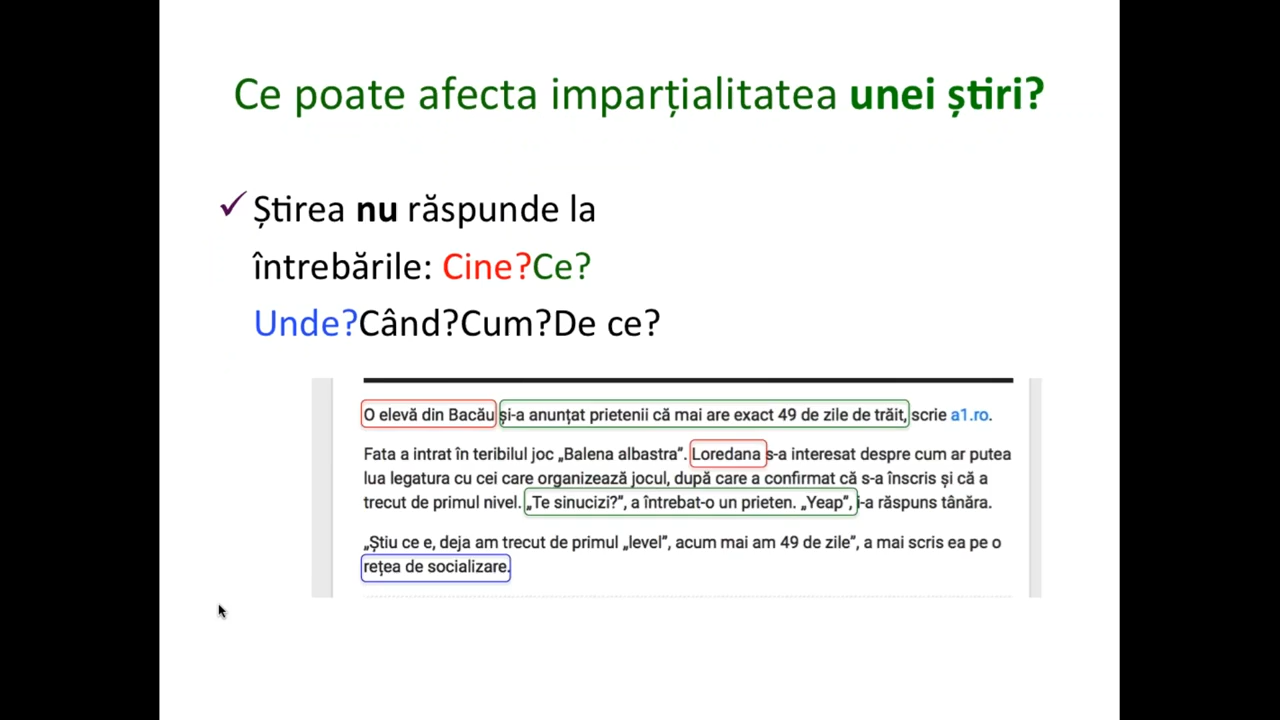 Ce poate afecta imparțialitatea unei știri?
✓ Știrea nu răspunde la
întrebările: Cine?Ce?
Unde?Când?Cum?De ce?
O elevă din Bacău și-a anunțat prietenii că mai are exact 49 de zile de trăit, scrie a1.ro.
Fata a intrat în teribilul joc „Balena albastra”. Loredana s-a interesat despre cum ar putea
lua legatura cu cei care organizează jocul, după care a confirmat că s-a înscris și că a
trecut de primul nivel. „Te sinucizi?”, a întrebat-o un prieten. „Yeap”, i-a răspuns tânăra.
„Știu ce e, deja am trecut de primul „level”, acum mai am 49 de zile”, a mai scris ea pe o
rețea de socializare.